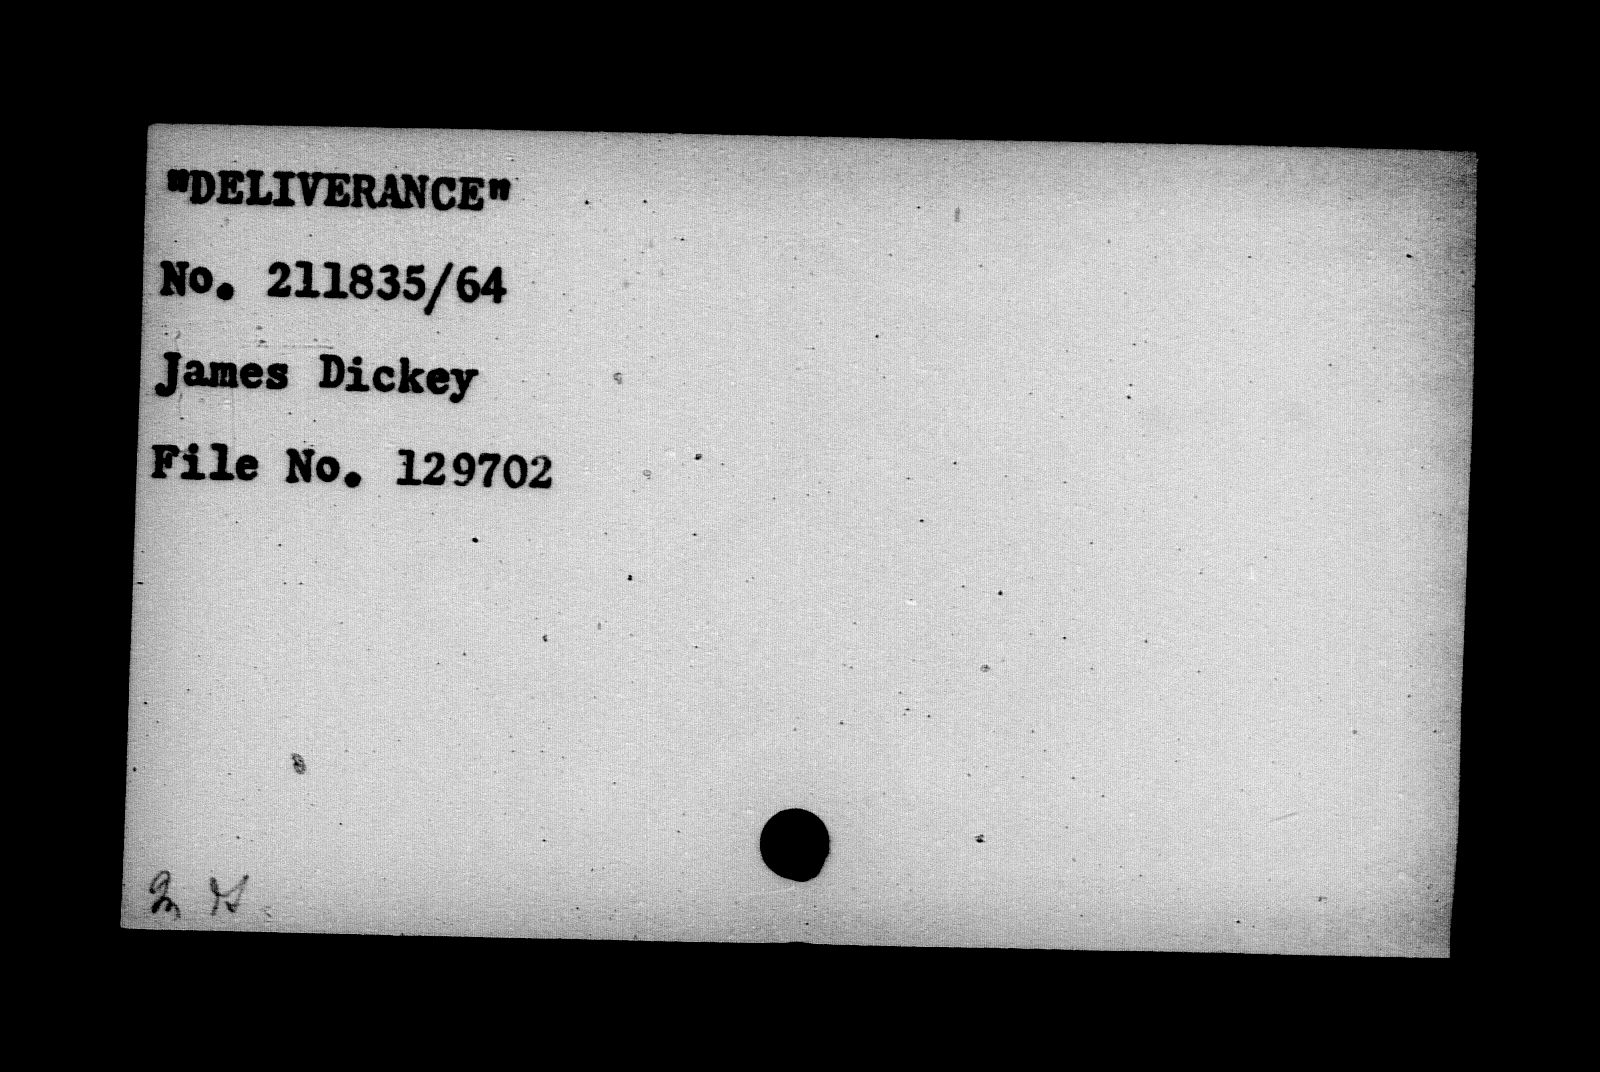 "DELIVERANCE"
No. 211835/64
James Dickey
File No. 129702